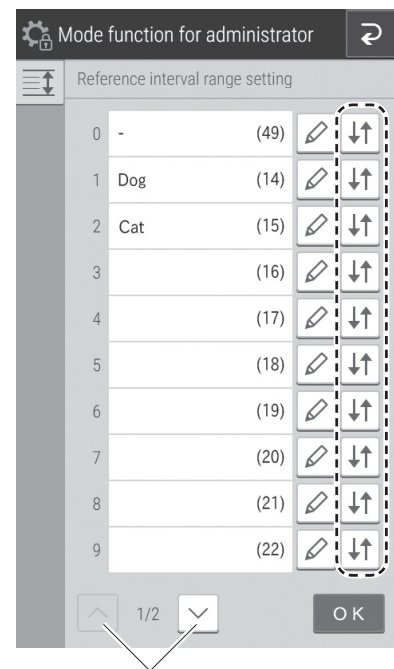 Mode function for administrator
Reference interval range setting
0 - (49)
1 Dog (14)
2 Cat (15)
3 (16)
4 (17)
5 (18)
6 (19)
7 (20)
8 (21)
9 (22)
1/2 OK